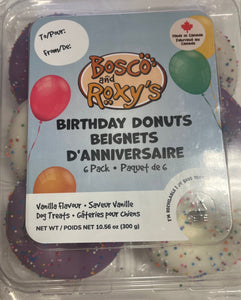 To/Pour:
From/De:
Made in Canada
Bosco
and
Roxy's
BIRTHDAY DONUTS
BEIGNETS
D'ANNIVERSAIRE
6 Pack • Paquet de 6
Vanilla Flavour • Saveur Vanille
Dog Treats • Gâteries pour Chiens
NET WT / POIDS NET 10.56 oz (300 g)
I'M RECYCLABLE